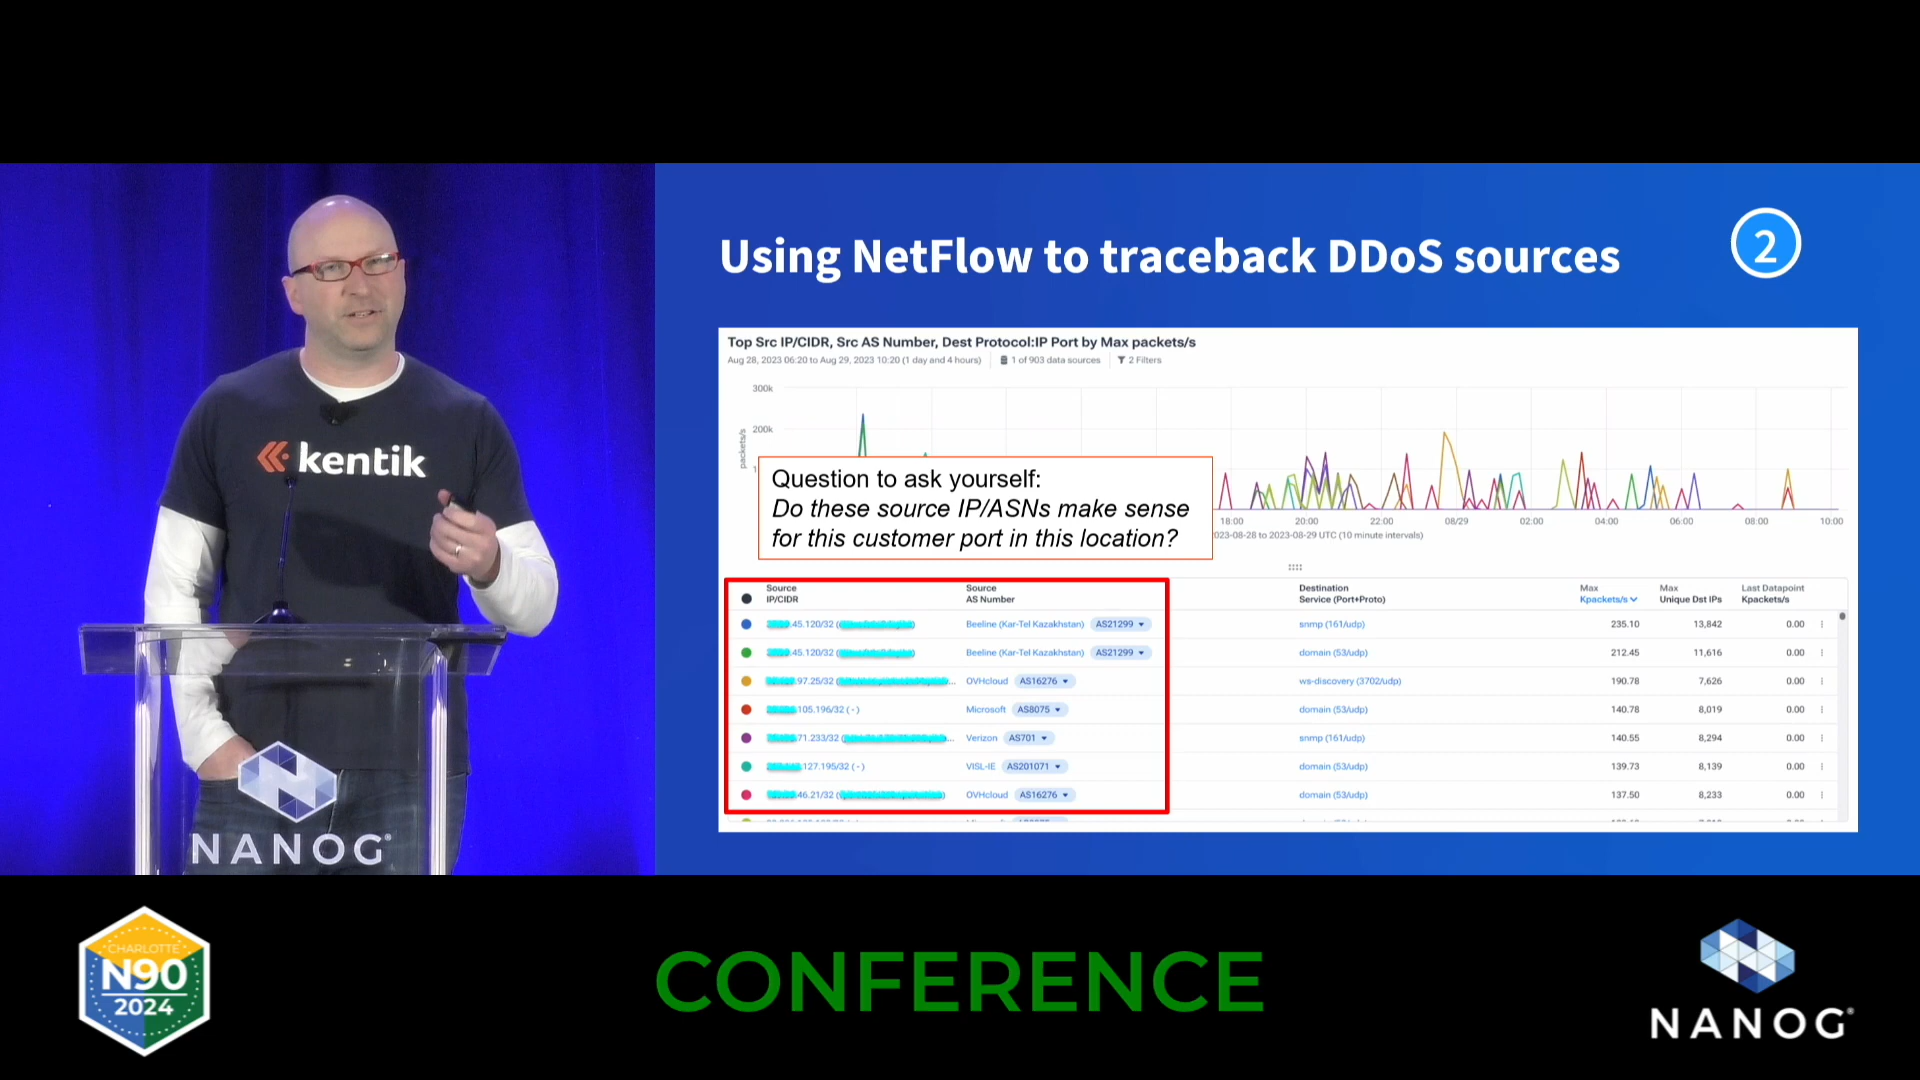 kentik
NANOG
Using NetFlow to traceback DDoS sources
2
Top Src IP/CIDR, Src AS Number, Dest Protocol:IP Port by Max packets/s
Aug 28, 2023 06:20 to Aug 29, 2023 10:20 (1 day and 4 hours) 1 of 903 data sources 2 Filters
300k
200k
packets/s
Question to ask yourself:
Do these source IP/ASNs make sense
for this customer port in this location?
18:00 20:00 22:00 08/29 02:00 04:00 06:00 08:00 10:00
023-08-28 to 2023-08-29 UTC (10 minute intervals)
Source IP/CIDR Source AS Number Destination Service (Port+Proto) Max Kpackets/s Max Unique Dst IPs Last Datapoint Kpackets/s
.45.120/32 ( ) Beeline (Kar-Tel Kazakhstan) AS21299 snmp (161/udp) 235.10 13,842 0.00
.45.120/32 ( ) Beeline (Kar-Tel Kazakhstan) AS21299 domain (53/udp) 212.45 11,616 0.00
.97.25/32 ( ... OVHcloud AS16276 ws-discovery (3702/udp) 190.78 7,626 0.00
.105.196/32 (-) Microsoft AS8075 domain (53/udp) 140.78 8,019 0.00
.71.233/32 ( ... Verizon AS701 snmp (161/udp) 140.55 8,294 0.00
.127.195/32 (-) VISL-IE AS201071 domain (53/udp) 139.73 8,139 0.00
.46.21/32 ( ) OVHcloud AS16276 domain (53/udp) 137.50 8,233 0.00
CHARLOTTE
N90
2024
CONFERENCE
NANOG